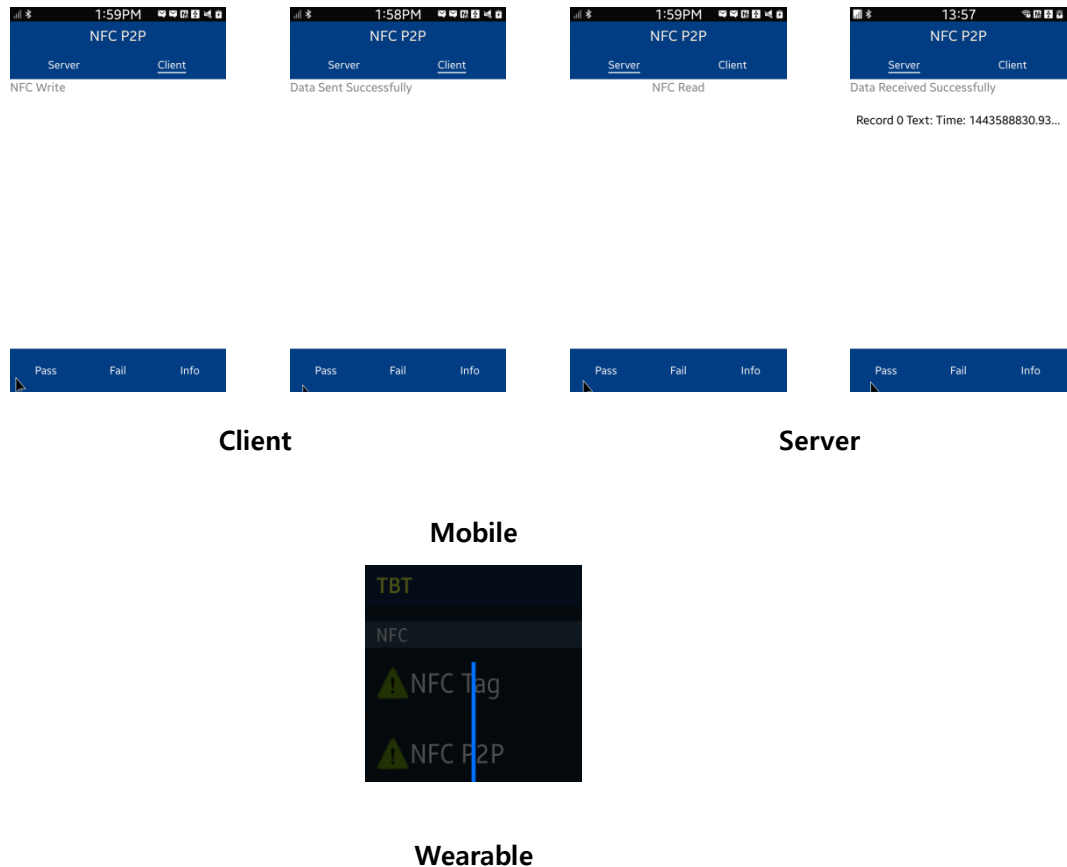 1:59PM
NFC P2P
Server Client
NFC Write
Pass Fail Info
1:58PM
NFC P2P
Server Client
Data Sent Successfully
Pass Fail Info
1:59PM
NFC P2P
Server Client
NFC Read
Pass Fail Info
13:57
NFC P2P
Server Client
Data Received Successfully
Record 0 Text: Time: 1443588830.93...
Pass Fail Info
Client
Server
Mobile
TBT
NFC
NFC Tag
NFC P2P
Wearable